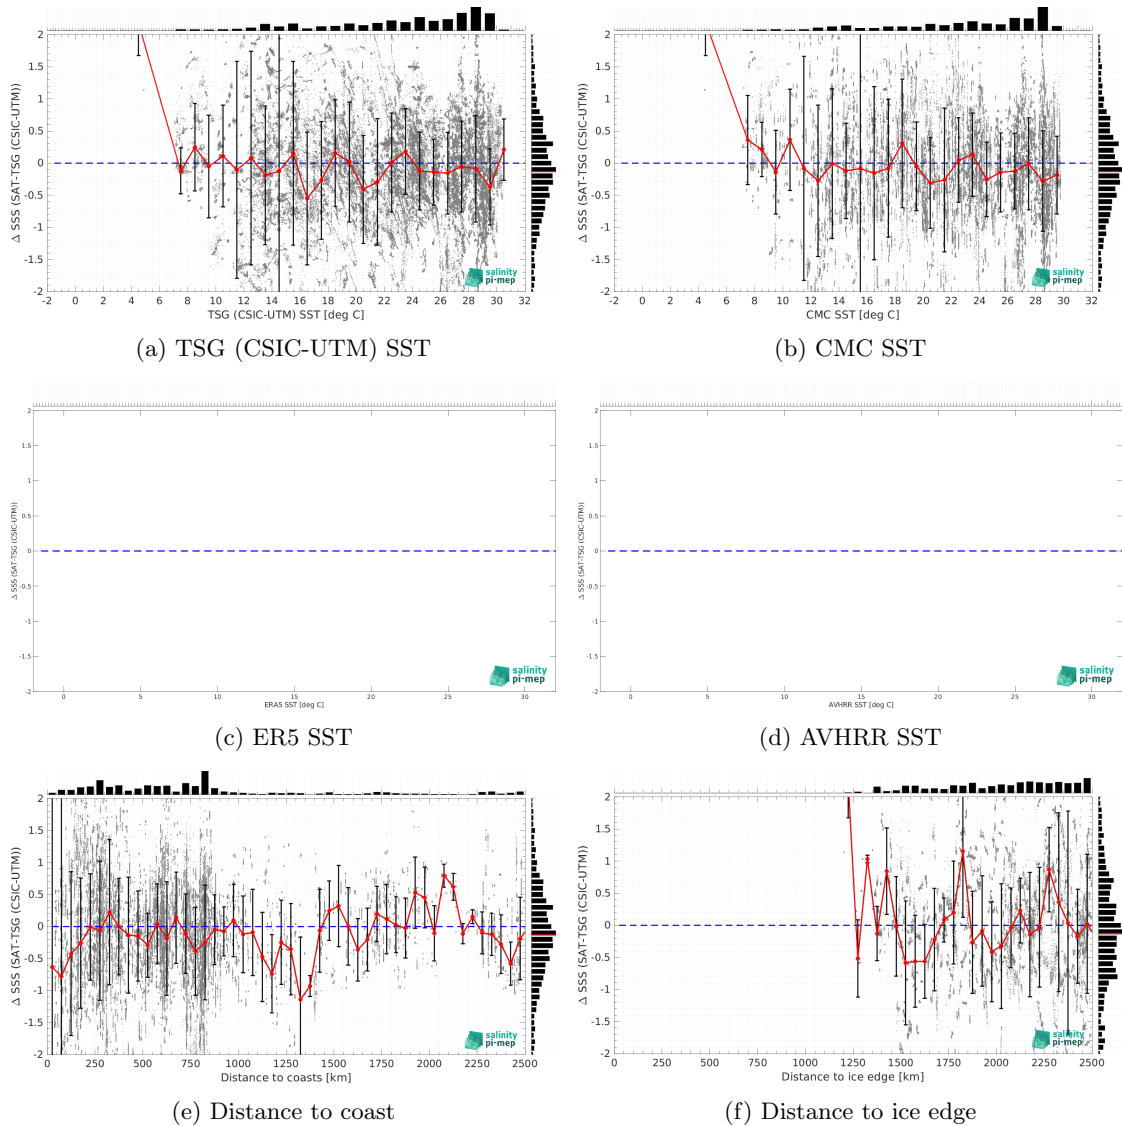 2
1.5
1
0.5
0
-0.5
-1
-1.5
-2
Δ SSS (SAT-TSG (CSIC-UTM))
salinity
pi-mep
-2 0 2 4 6 8 10 12 14 16 18 20 22 24 26 28 30 32
TSG (CSIC-UTM) SST [deg C]
(a) TSG (CSIC-UTM) SST
2
1.5
1
0.5
0
-0.5
-1
-1.5
-2
Δ SSS (SAT-TSG (CSIC-UTM))
salinity
pi-mep
-2 0 2 4 6 8 10 12 14 16 18 20 22 24 26 28 30 32
CMC SST [deg C]
(b) CMC SST
2
1.5
1
0.5
0
-0.5
-1
-1.5
-2
Δ SSS (SAT-TSG (CSIC-UTM))
salinity
pi-mep
0 5 10 15 20 25 30
ERA5 SST [deg C]
(c) ER5 SST
2
1.5
1
0.5
0
-0.5
-1
-1.5
-2
Δ SSS (SAT-TSG (CSIC-UTM))
salinity
pi-mep
0 5 10 15 20 25 30
AVHRR SST [deg C]
(d) AVHRR SST
2
1.5
1
0.5
0
-0.5
-1
-1.5
-2
Δ SSS (SAT-TSG (CSIC-UTM))
salinity
pi-mep
0 250 500 750 1000 1250 1500 1750 2000 2250 2500
Distance to coasts [km]
(e) Distance to coast
2
1.5
1
0.5
0
-0.5
-1
-1.5
-2
Δ SSS (SAT-TSG (CSIC-UTM))
salinity
pi-mep
0 250 500 750 1000 1250 1500 1750 2000 2250 2500
Distance to ice edge [km]
(f) Distance to ice edge